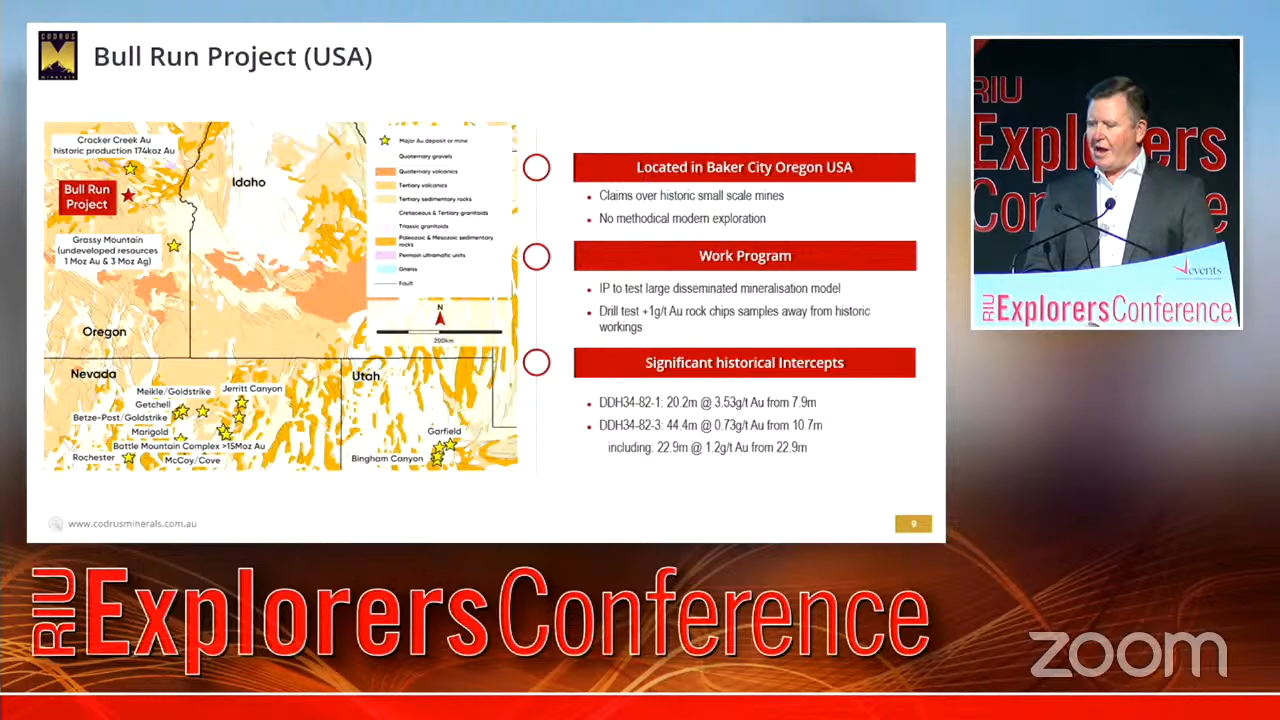 CODRUS
minerals
Bull Run Project (USA)
Cracker Creek Au
historic production 174koz Au
Bull Run
Project
Idaho
Grassy Mountain
(undeveloped resources
1 Moz Au & 3 Moz Ag)
Oregon
Nevada
Utah
Meikle/Goldstrike
Jerritt Canyon
Getchell
Betze-Post/Goldstrike
Marigold
Battle Mountain Complex >15Moz Au
Rochester
McCoy/Cove
Garfield
Bingham Canyon
Major Au deposit or mine
Quaternary gravels
Quaternary volcanics
Tertiary volcanics
Tertiary sedimentary rocks
Cretaceous & Tertiary granitoids
Triassic granitoids
Paleozoic & Mesozoic sedimentary
rocks
Permain ultramafic units
Gneiss
Fault
N
200km
Located in Baker City Oregon USA
• Claims over historic small scale mines
• No methodical modern exploration
Work Program
• IP to test large disseminated mineralisation model
• Drill test +1g/t Au rock chips samples away from historic
workings
Significant historical Intercepts
• DDH34-82-1: 20.2m @ 3.53g/t Au from 7.9m
• DDH34-82-3: 44.4m @ 0.73g/t Au from 10.7m
including: 22.9m @ 1.2g/t Au from 22.9m
www.codrusminerals.com.au
9
RIU
Explorers
Con
e
vevents
RIU ExplorersConference
RIU ExplorersConference
zoom